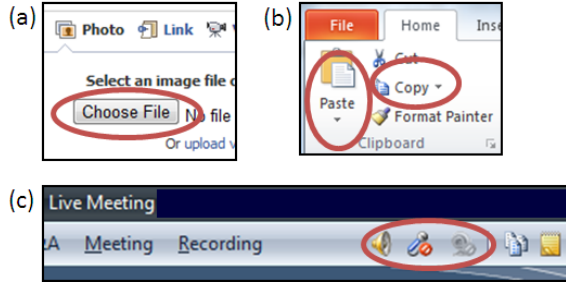 (a)
Photo Link
Select an image file
Choose File No file
Or upload
(b)
File Home Inse
Cut
Copy
Paste
Format Painter
Clipboard
(c)
Live Meeting
&A Meeting Recording